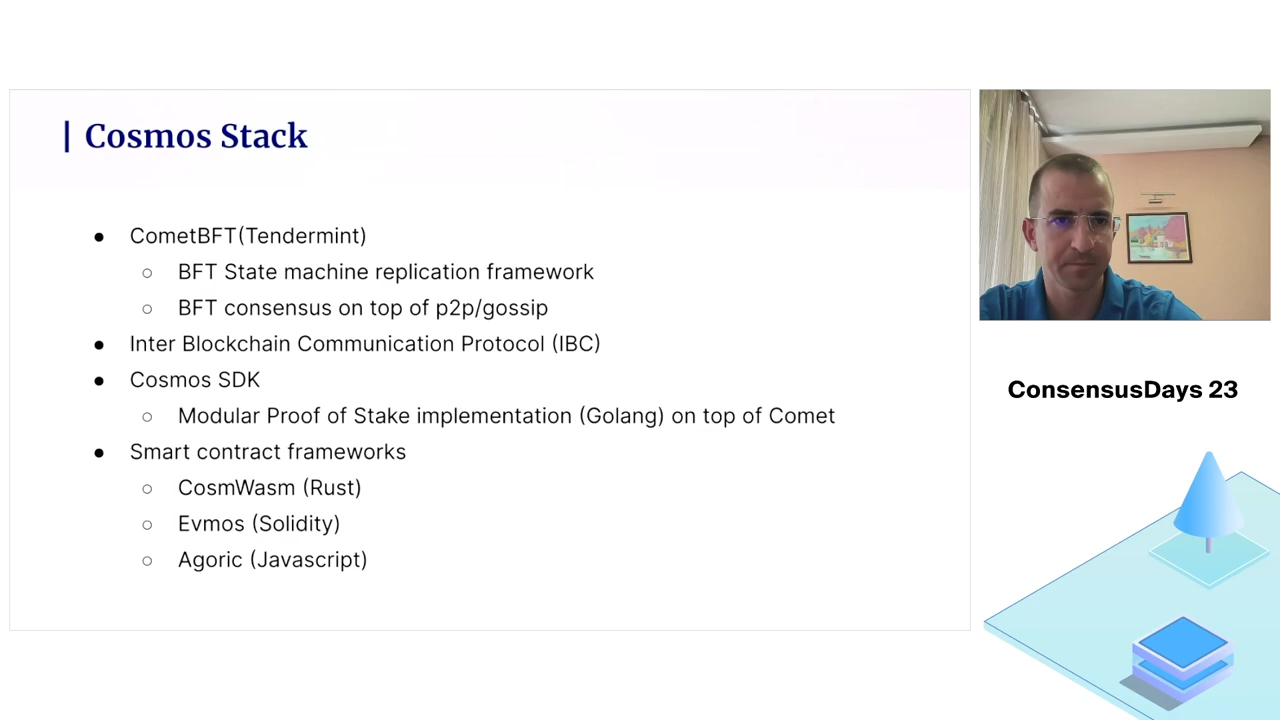 | Cosmos Stack
● CometBFT(Tendermint)
○ BFT State machine replication framework
○ BFT consensus on top of p2p/gossip
● Inter Blockchain Communication Protocol (IBC)
● Cosmos SDK
○ Modular Proof of Stake implementation (Golang) on top of Comet
● Smart contract frameworks
○ CosmWasm (Rust)
○ Evmos (Solidity)
○ Agoric (Javascript)
ConsensusDays 23